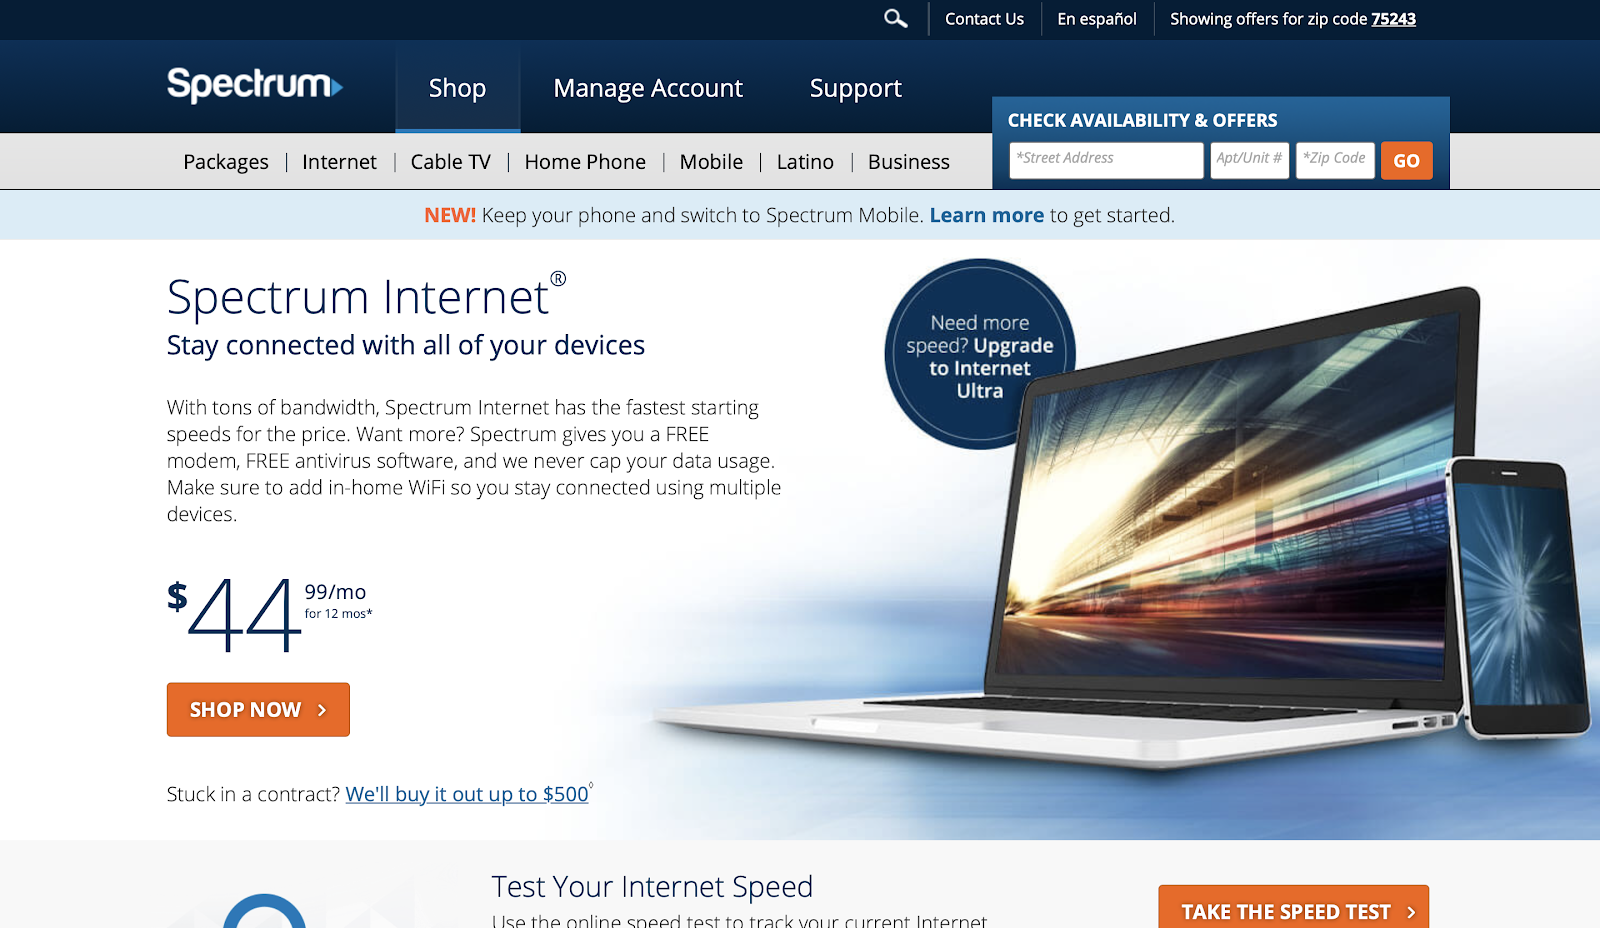 Contact Us
En español
Showing offers for zip code 75243
Spectrum
Shop
Manage Account
Support
CHECK AVAILABILITY & OFFERS
*Street Address
Apt/Unit #
*Zip Code
GO
Packages
Internet
Cable TV
Home Phone
Mobile
Latino
Business
NEW! Keep your phone and switch to Spectrum Mobile. Learn more to get started.
Spectrum Internet®
Stay connected with all of your devices
With tons of bandwidth, Spectrum Internet has the fastest starting
speeds for the price. Want more? Spectrum gives you a FREE
modem, FREE antivirus software, and we never cap your data usage.
Make sure to add in-home WiFi so you stay connected using multiple
devices.
$44 99/mo
for 12 mos*
SHOP NOW >
Stuck in a contract? We'll buy it out up to $500◊
Need more
speed? Upgrade
to Internet
Ultra
Test Your Internet Speed
Use the online speed test to track your current Internet
TAKE THE SPEED TEST >